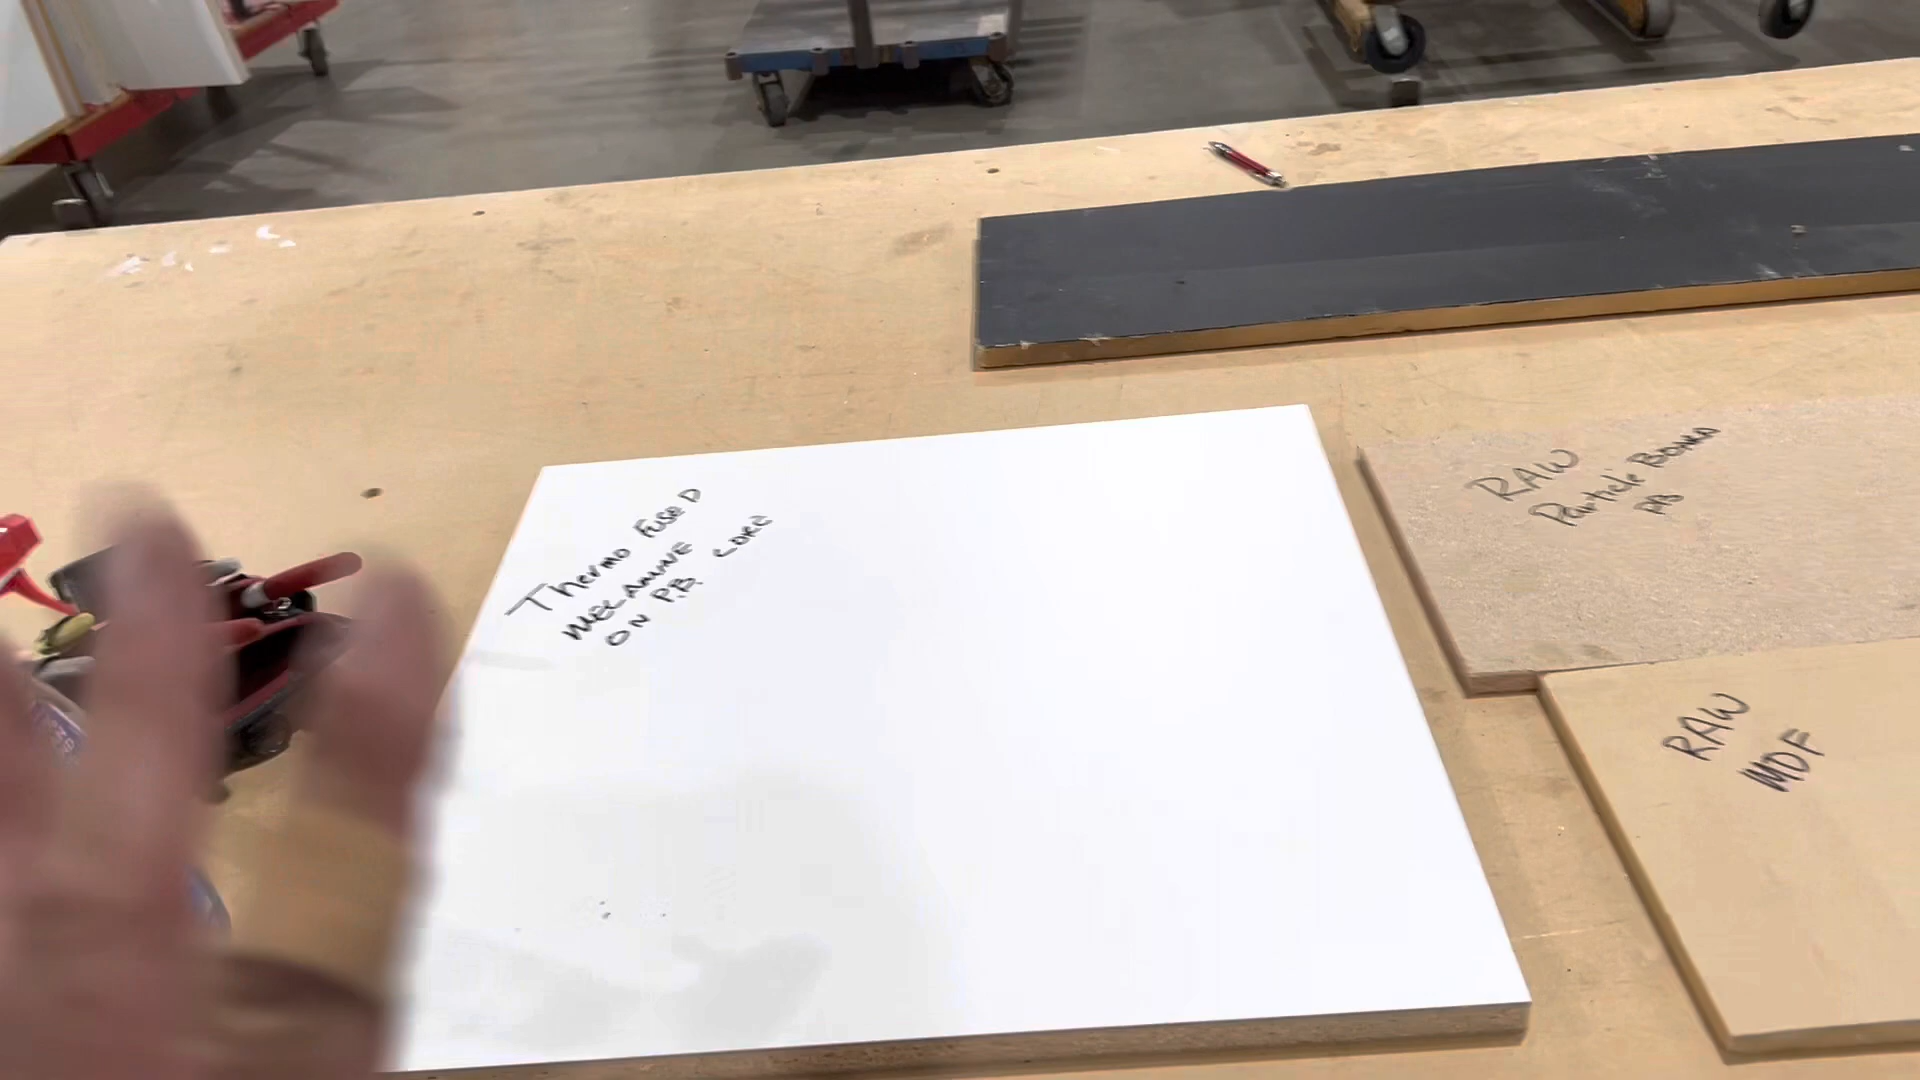 Thermo Fused
MELAMINE
ON P.B. CORE
RAW
Particle Board
PB
RAW
MDF